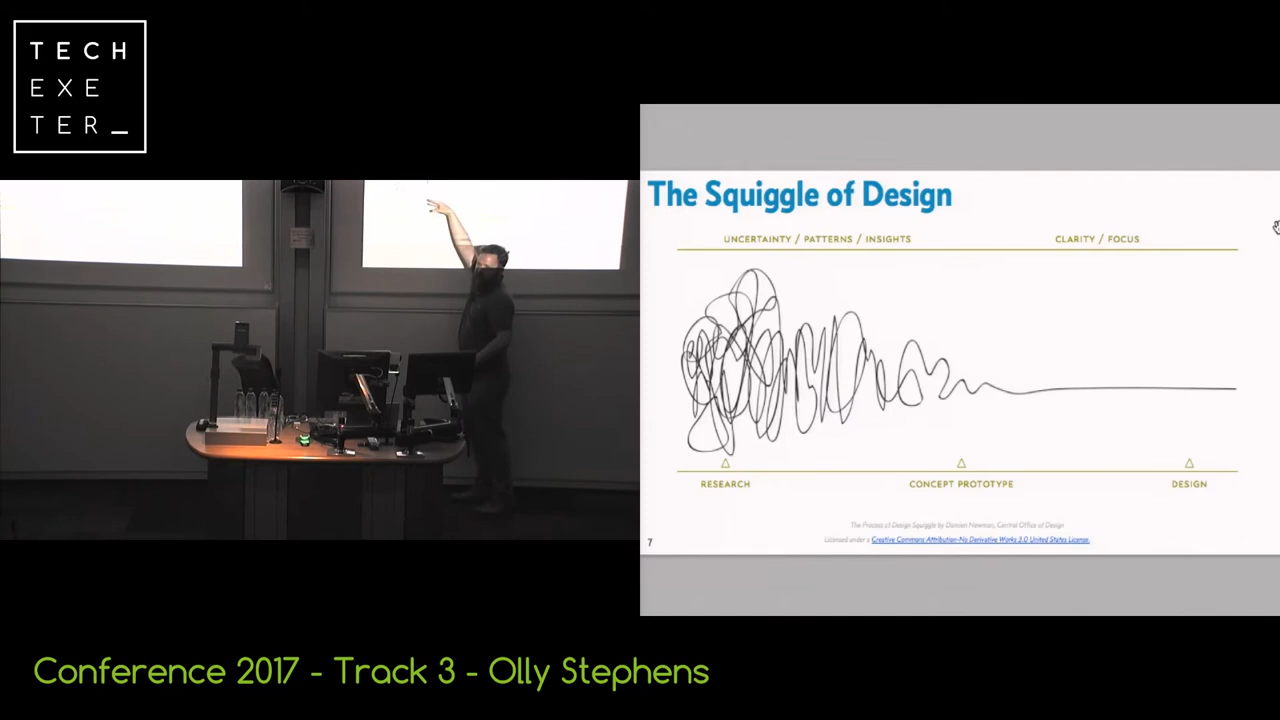 TECH
EXE
TER_
The Squiggle of Design
UNCERTAINTY / PATTERNS / INSIGHTS
CLARITY / FOCUS
RESEARCH
CONCEPT PROTOTYPE
DESIGN
The Process of Design Squiggle by Damien Newman, Central Office of Design
Licensed under a Creative Commons Attribution-No Derivative Works 3.0 United States License.
7
Conference 2017 - Track 3 - Olly Stephens